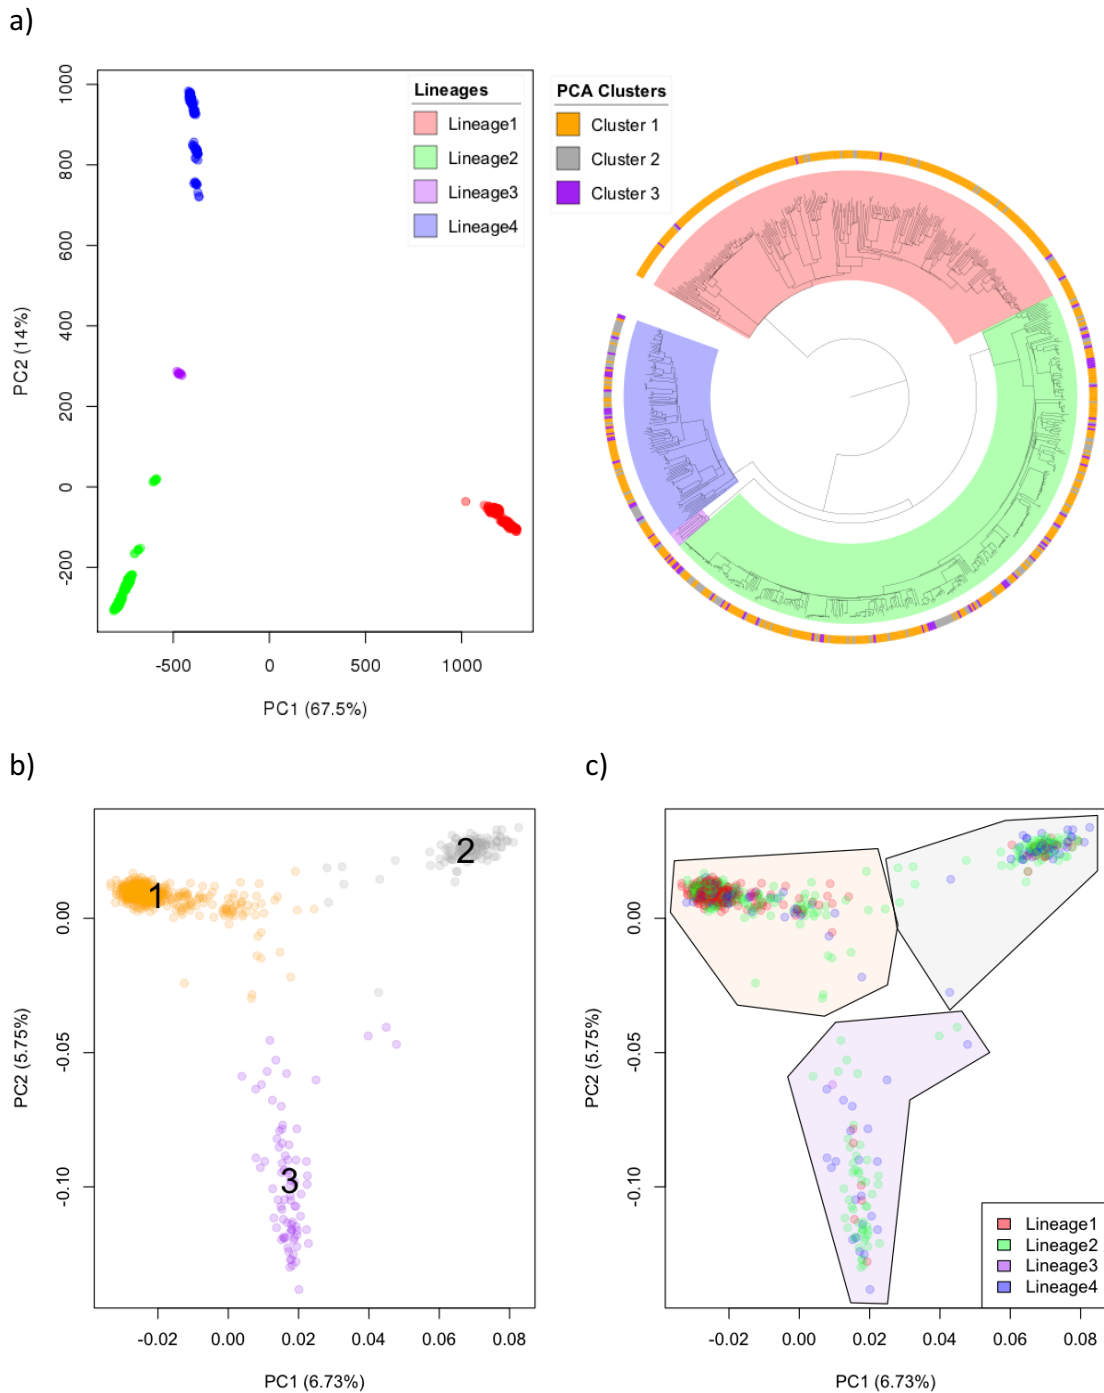 a)
Lineages
Lineage1
Lineage2
Lineage3
Lineage4
PCA Clusters
Cluster 1
Cluster 2
Cluster 3
PC2 (14%)
1000
800
600
400
200
0
-200
-500
0
500
1000
PC1 (67.5%)
b)
PC2 (5.75%)
0.00
-0.05
-0.10
1
2
3
-0.02
0.00
0.02
0.04
0.06
0.08
PC1 (6.73%)
c)
PC2 (5.75%)
0.00
-0.05
-0.10
Lineage1
Lineage2
Lineage3
Lineage4
-0.02
0.00
0.02
0.04
0.06
0.08
PC1 (6.73%)